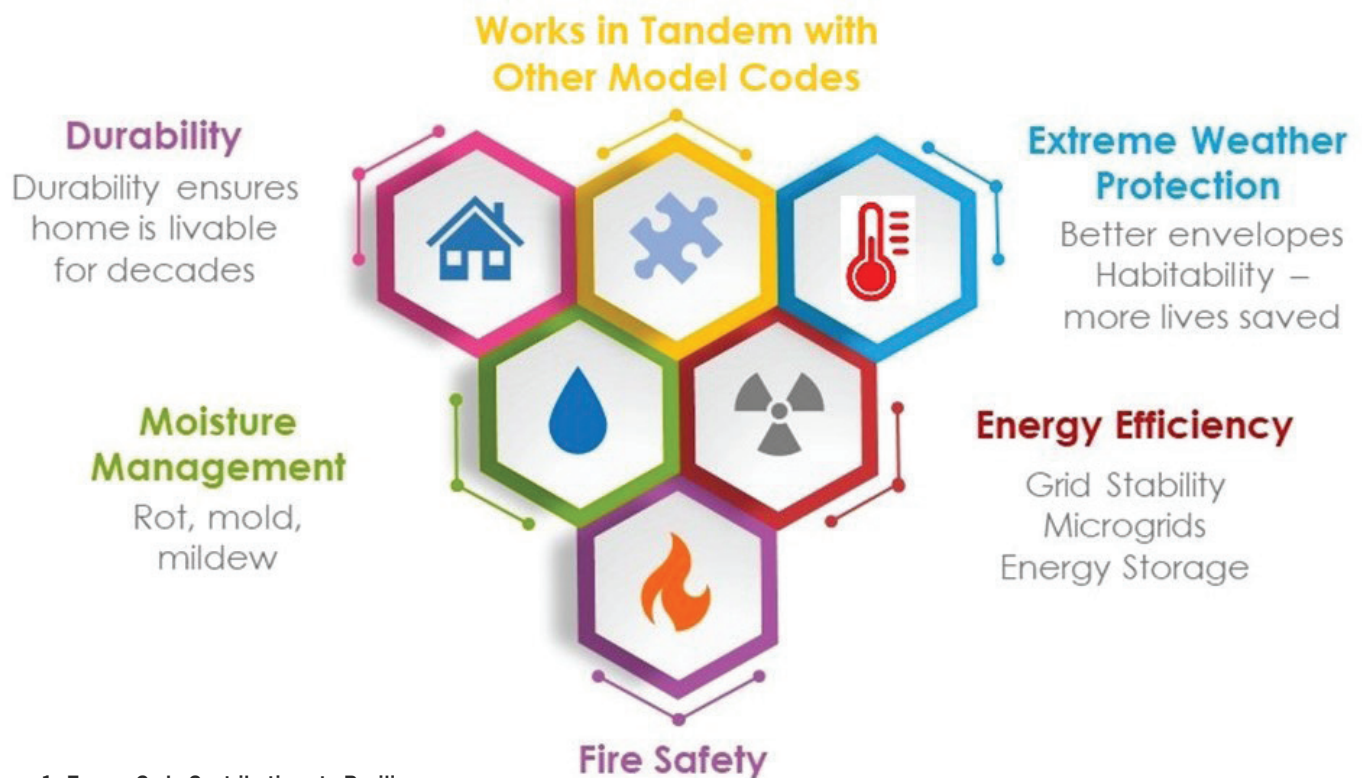 Works in Tandem with
Other Model Codes
Durability
Durability ensures
home is livable
for decades
Extreme Weather
Protection
Better envelopes
Habitability –
more lives saved
Moisture
Management
Rot, mold,
mildew
Energy Efficiency
Grid Stability
Microgrids
Energy Storage
Fire Safety